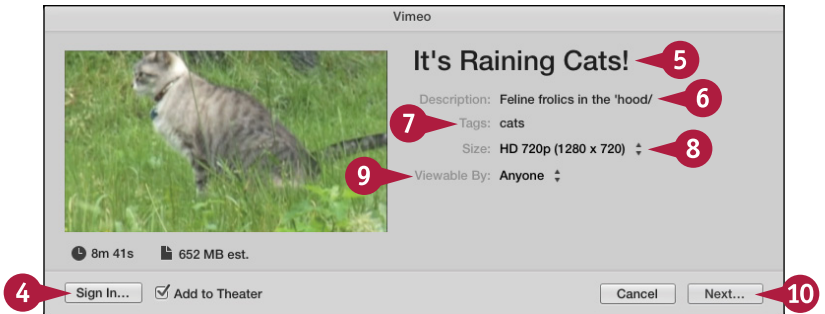 Vimeo
It's Raining Cats! 5
Description: Feline frolics in the 'hood/ 6
7 Tags: cats
Size: HD 720p (1280 x 720) 8
9 Viewable By: Anyone
8m 41s 652 MB est.
4 Sign In... Add to Theater Cancel Next... 10